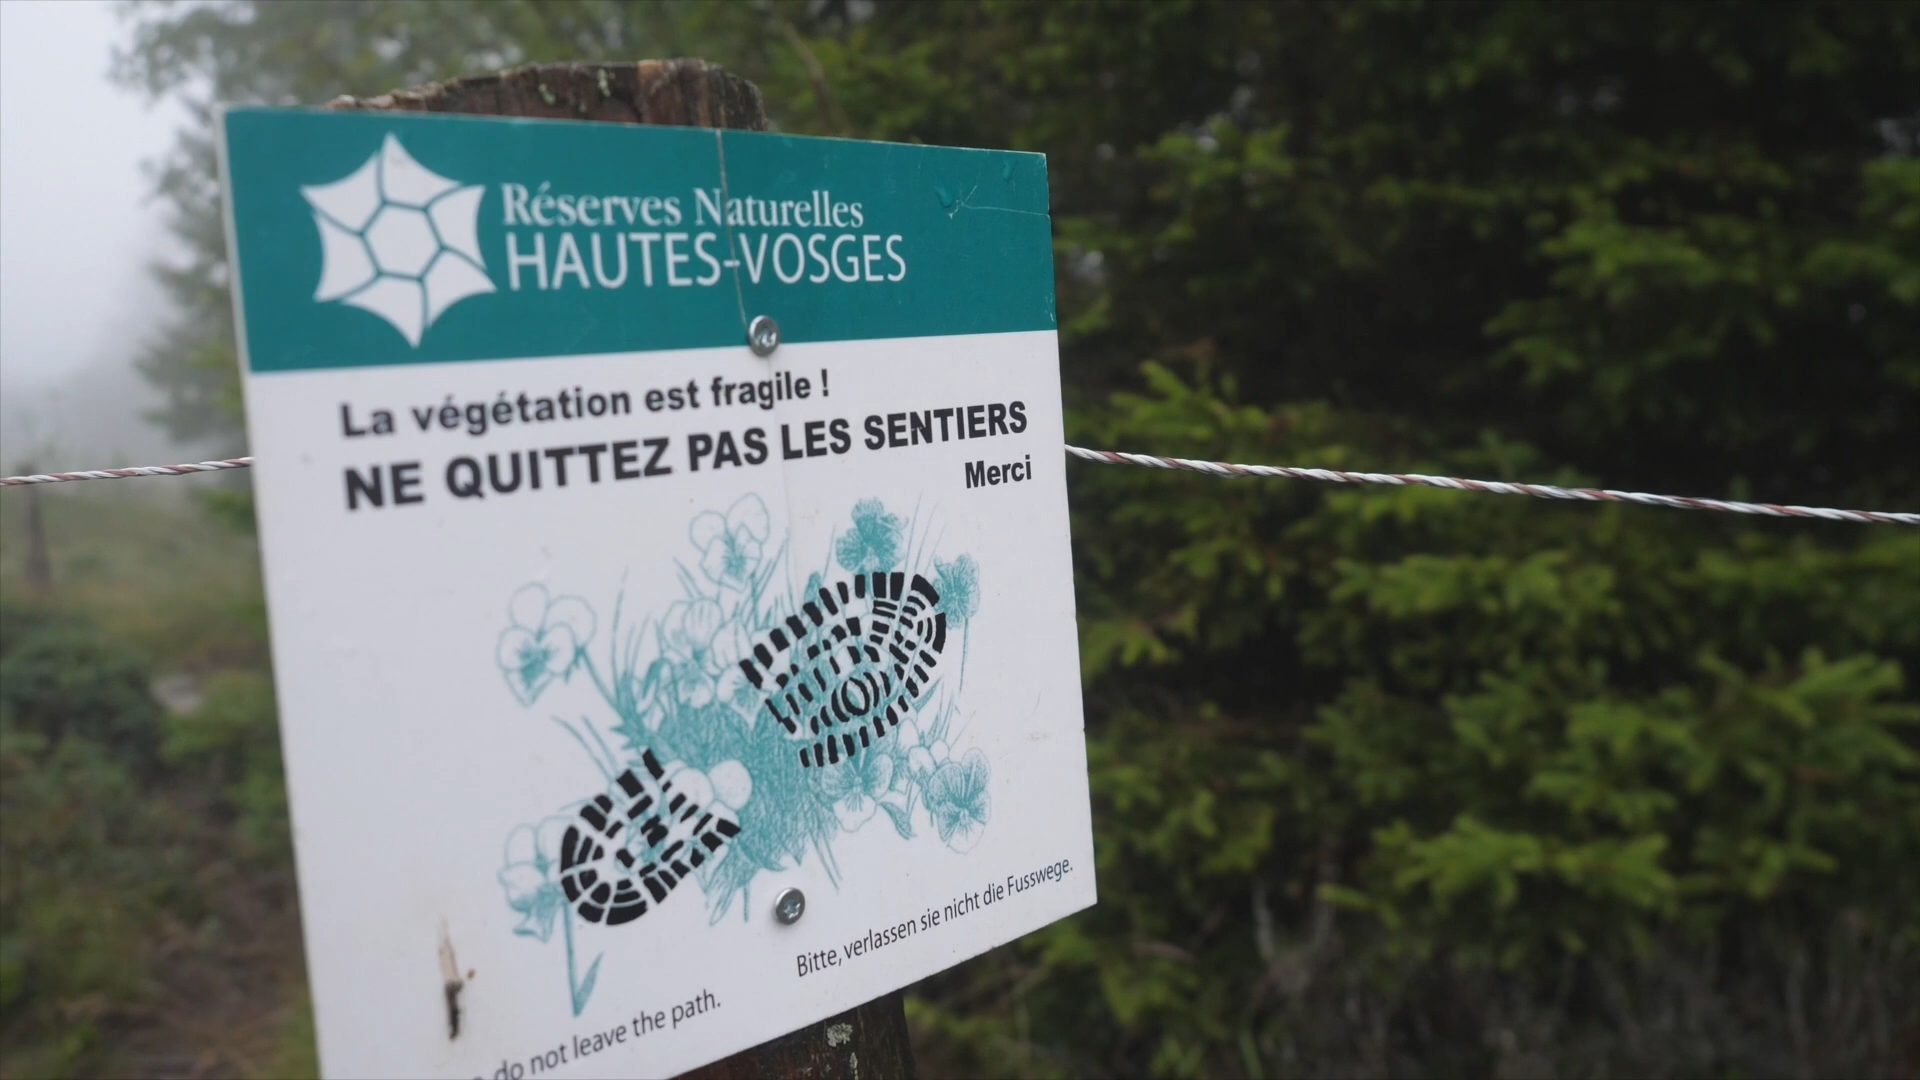 Réserves Naturelles
HAUTES-VOSGES
La végétation est fragile !
NE QUITTEZ PAS LES SENTIERS
Merci
Bitte, verlassen sie nicht die Fusswege.
do not leave the path.